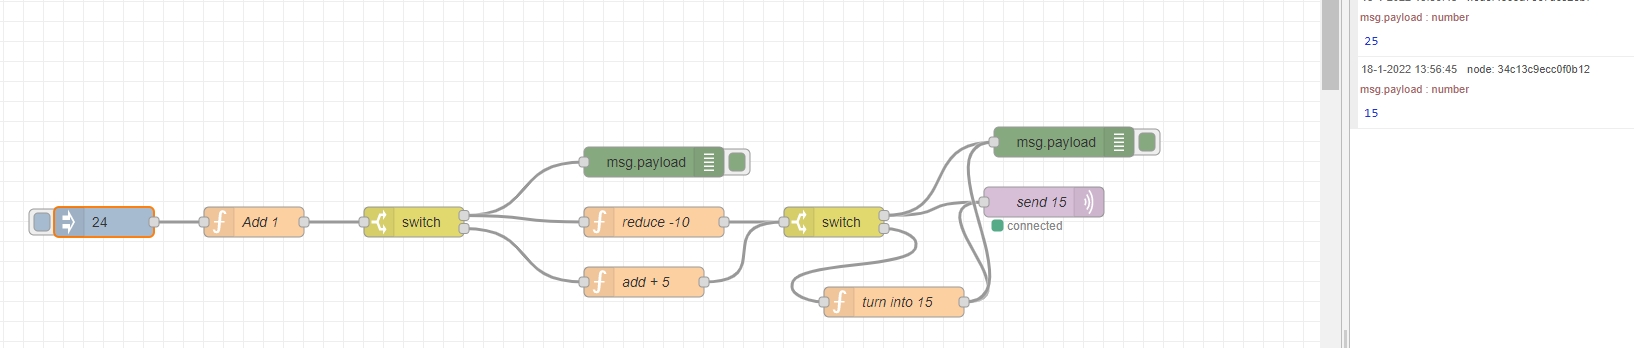 msg.payload : number
25
18-1-2022 13:56:45 node: 34c13c9ecc0f0b12
msg.payload : number
15
msg.payload
msg.payload
send 15
connected
24
Add 1
switch
reduce -10
switch
add + 5
turn into 15